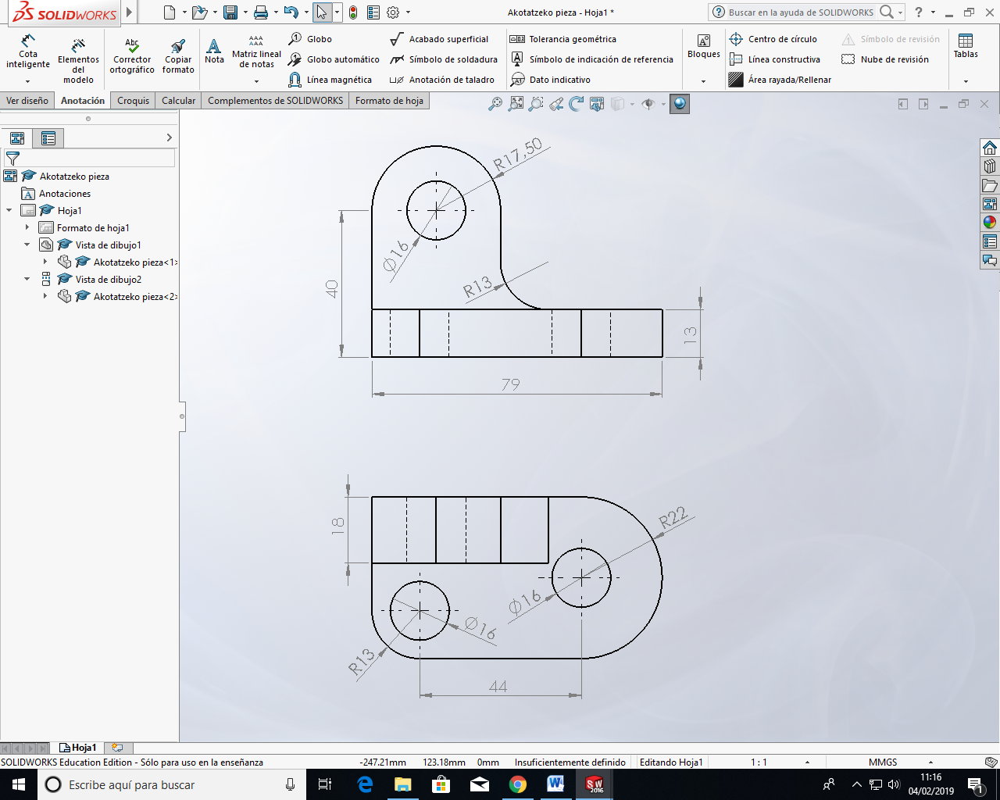 SOLIDWORKS
Akotatzeko pieza - Hoja1 *
Buscar en la ayuda de SOLIDWORKS
Cota inteligente
Elementos del modelo
Abc
Corrector ortográfico
Copiar formato
Nota
Matriz lineal de notas
Globo
Globo automático
Línea magnética
Acabado superficial
Símbolo de soldadura
Anotación de taladro
Tolerancia geométrica
Símbolo de indicación de referencia
Dato indicativo
Bloques
Centro de círculo
Línea constructiva
Área rayada/Rellenar
Símbolo de revisión
Nube de revisión
Tablas
Ver diseño
Anotación
Croquis
Calcular
Complementos de SOLIDWORKS
Formato de hoja
Akotatzeko pieza
Anotaciones
Hoja1
Formato de hoja1
Vista de dibujo1
Akotatzeko pieza<1>
Vista de dibujo2
Akotatzeko pieza<2>
R17,50
Ø16
R13
40
13
79
18
R22
Ø16
Ø16
R13
44
Hoja1
SOLIDWORKS Education Edition - Sólo para uso en la enseñanza
-247.21mm
123.18mm
0mm
Insuficientemente definido
Editando Hoja1
1 : 1
MMGS
Escribe aquí para buscar
SW 2016
11:16
04/02/2019
1